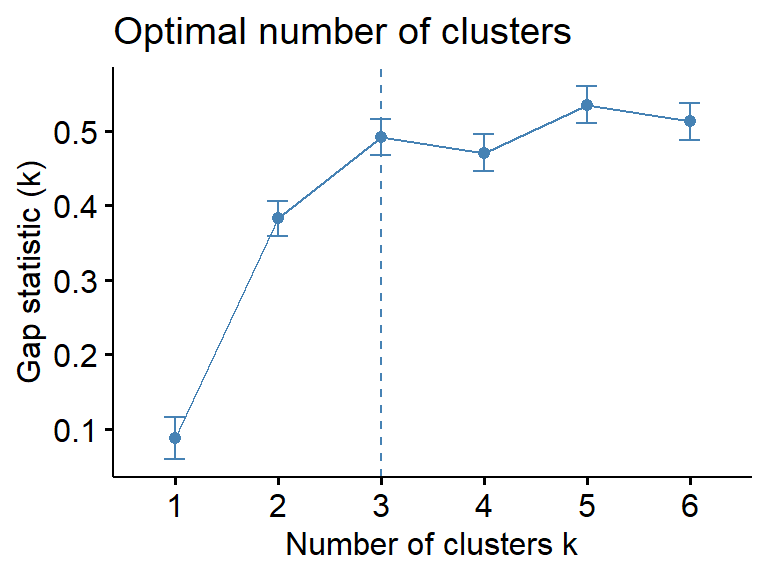 Optimal number of clusters
Gap statistic (k)
0.5
0.4
0.3
0.2
0.1
1 2 3 4 5 6
Number of clusters k